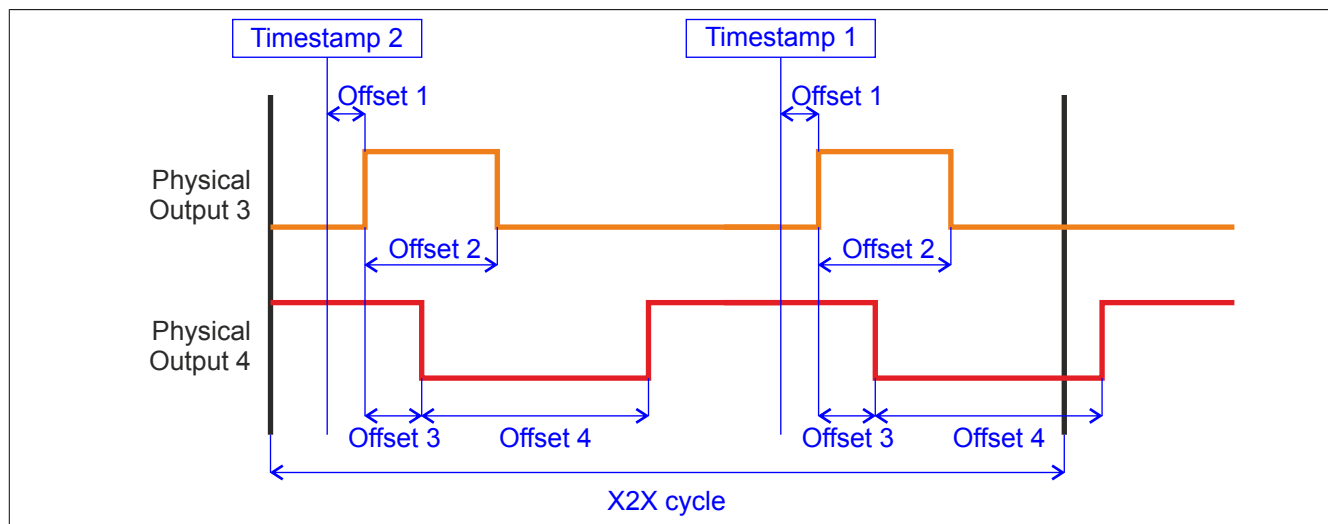 Timestamp 2
Timestamp 1
Offset 1
Offset 1
Physical
Output 3
Offset 2
Offset 2
Physical
Output 4
Offset 3
Offset 4
Offset 3
Offset 4
X2X cycle